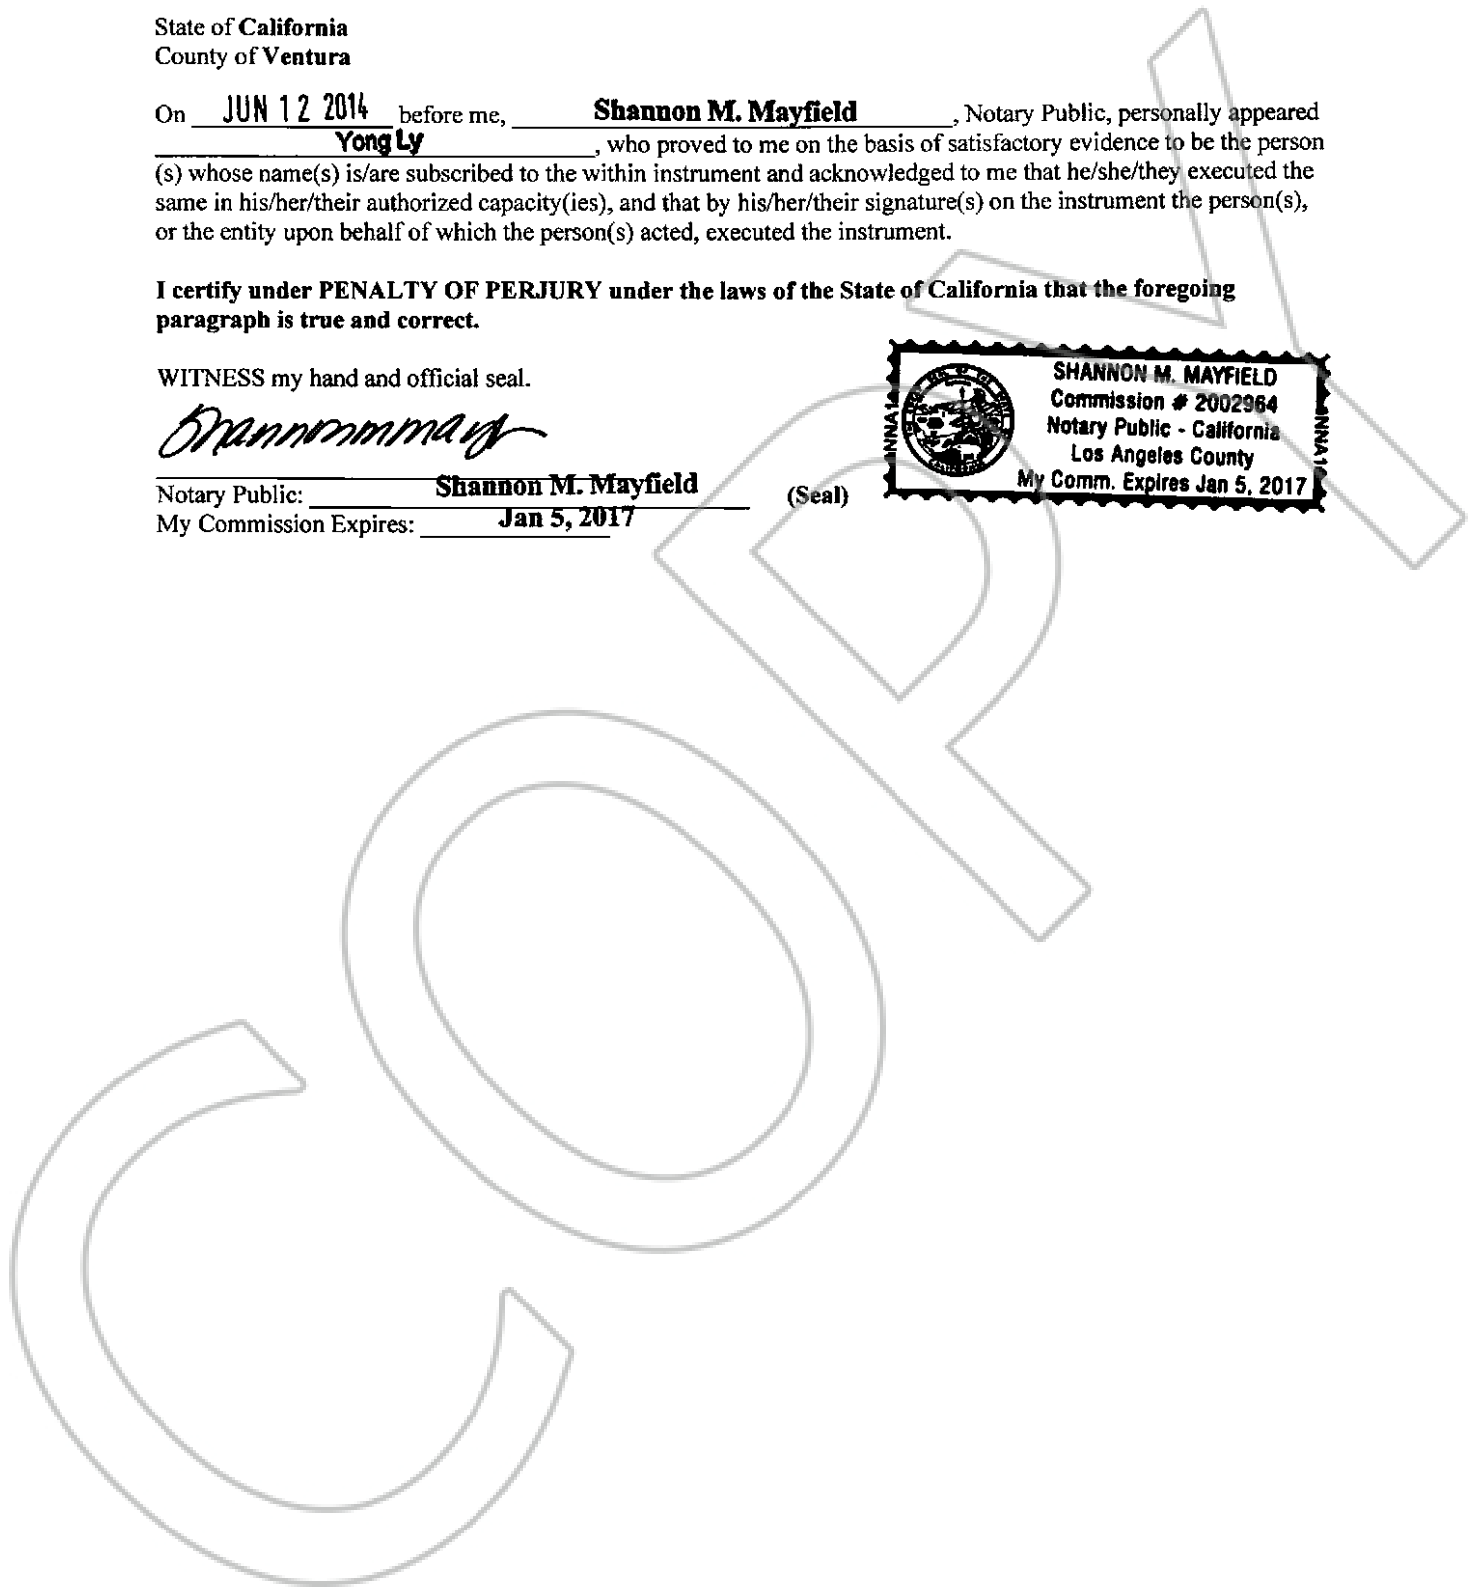 State of California
County of Ventura
On JUN 12 2014 before me, Shannon M. Mayfield, Notary Public, personally appeared
Yong Ly, who proved to me on the basis of satisfactory evidence to be the person
(s) whose name(s) is/are subscribed to the within instrument and acknowledged to me that he/she/they executed the
same in his/her/their authorized capacity(ies), and that by his/her/their signature(s) on the instrument the person(s),
or the entity upon behalf of which the person(s) acted, executed the instrument.
I certify under PENALTY OF PERJURY under the laws of the State of California that the foregoing
paragraph is true and correct.
WITNESS my hand and official seal.
Notary Public: Shannon M. Mayfield (Seal)
My Commission Expires: Jan 5, 2017
SHANNON M. MAYFIELD
Commission # 2002964
Notary Public - California
Los Angeles County
My Comm. Expires Jan 5, 2017
COPY